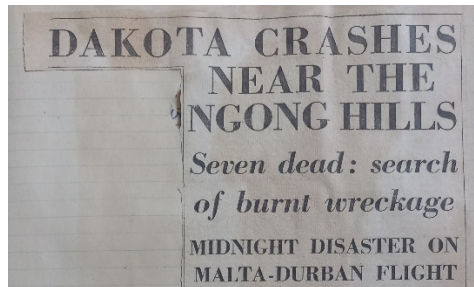 DAKOTA CRASHES
NEAR THE
NGONG HILLS
Seven dead: search
of burnt wreckage
MIDNIGHT DISASTER ON
MALTA-DURBAN FLIGHT